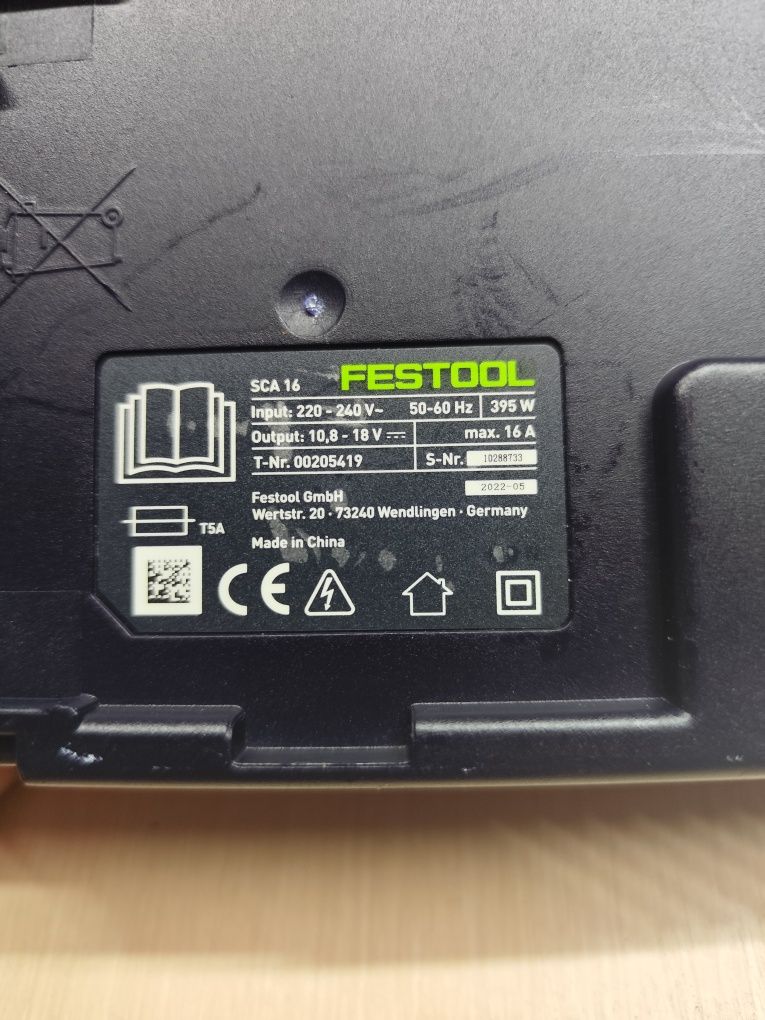 SCA 16 FESTOOL
Input: 220 - 240 V~ 50-60 Hz 395 W
Output: 10,8 - 18 V ⎓ max. 16 A
T-Nr. 00205419 S-Nr. 10288733
2022-05
Festool GmbH
Wertstr. 20 · 73240 Wendlingen · Germany
T5A
Made in China
CE